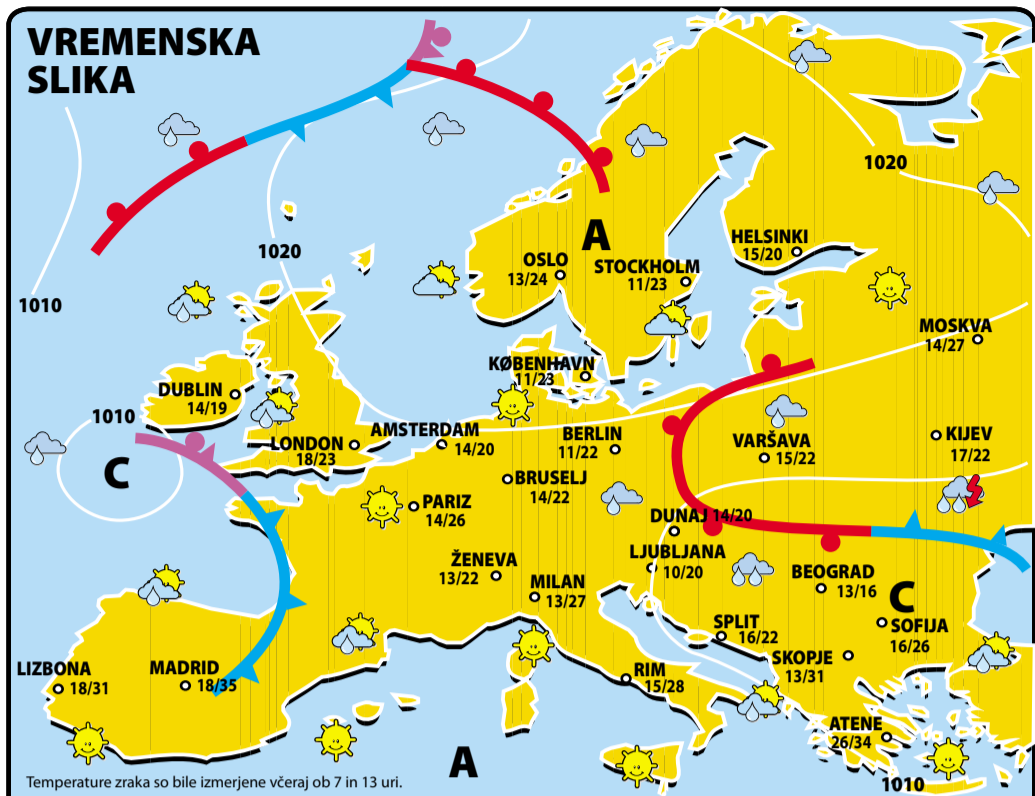 VREMENSKA
SLIKA
1020
1010
1020
A
OSLO
13/24
STOCKHOLM
11/23
HELSINKI
15/20
MOSKVA
14/27
KØBENHAVN
11/23
DUBLIN
14/19
1010
C
LONDON
18/23
AMSTERDAM
14/20
BERLIN
11/22
VARŠAVA
15/22
KIJEV
17/22
BRUSELJ
14/22
PARIZ
14/26
DUNAJ 14/20
LJUBLJANA
10/20
ŽENEVA
13/22
MILAN
13/27
BEOGRAD
13/16
C
SOFIJA
16/26
SPLIT
16/22
SKOPJE
13/31
LIZBONA
18/31
MADRID
18/35
RIM
15/28
ATENE
26/34
A
1010
Temperature zraka so bile izmerjene včeraj ob 7 in 13 uri.